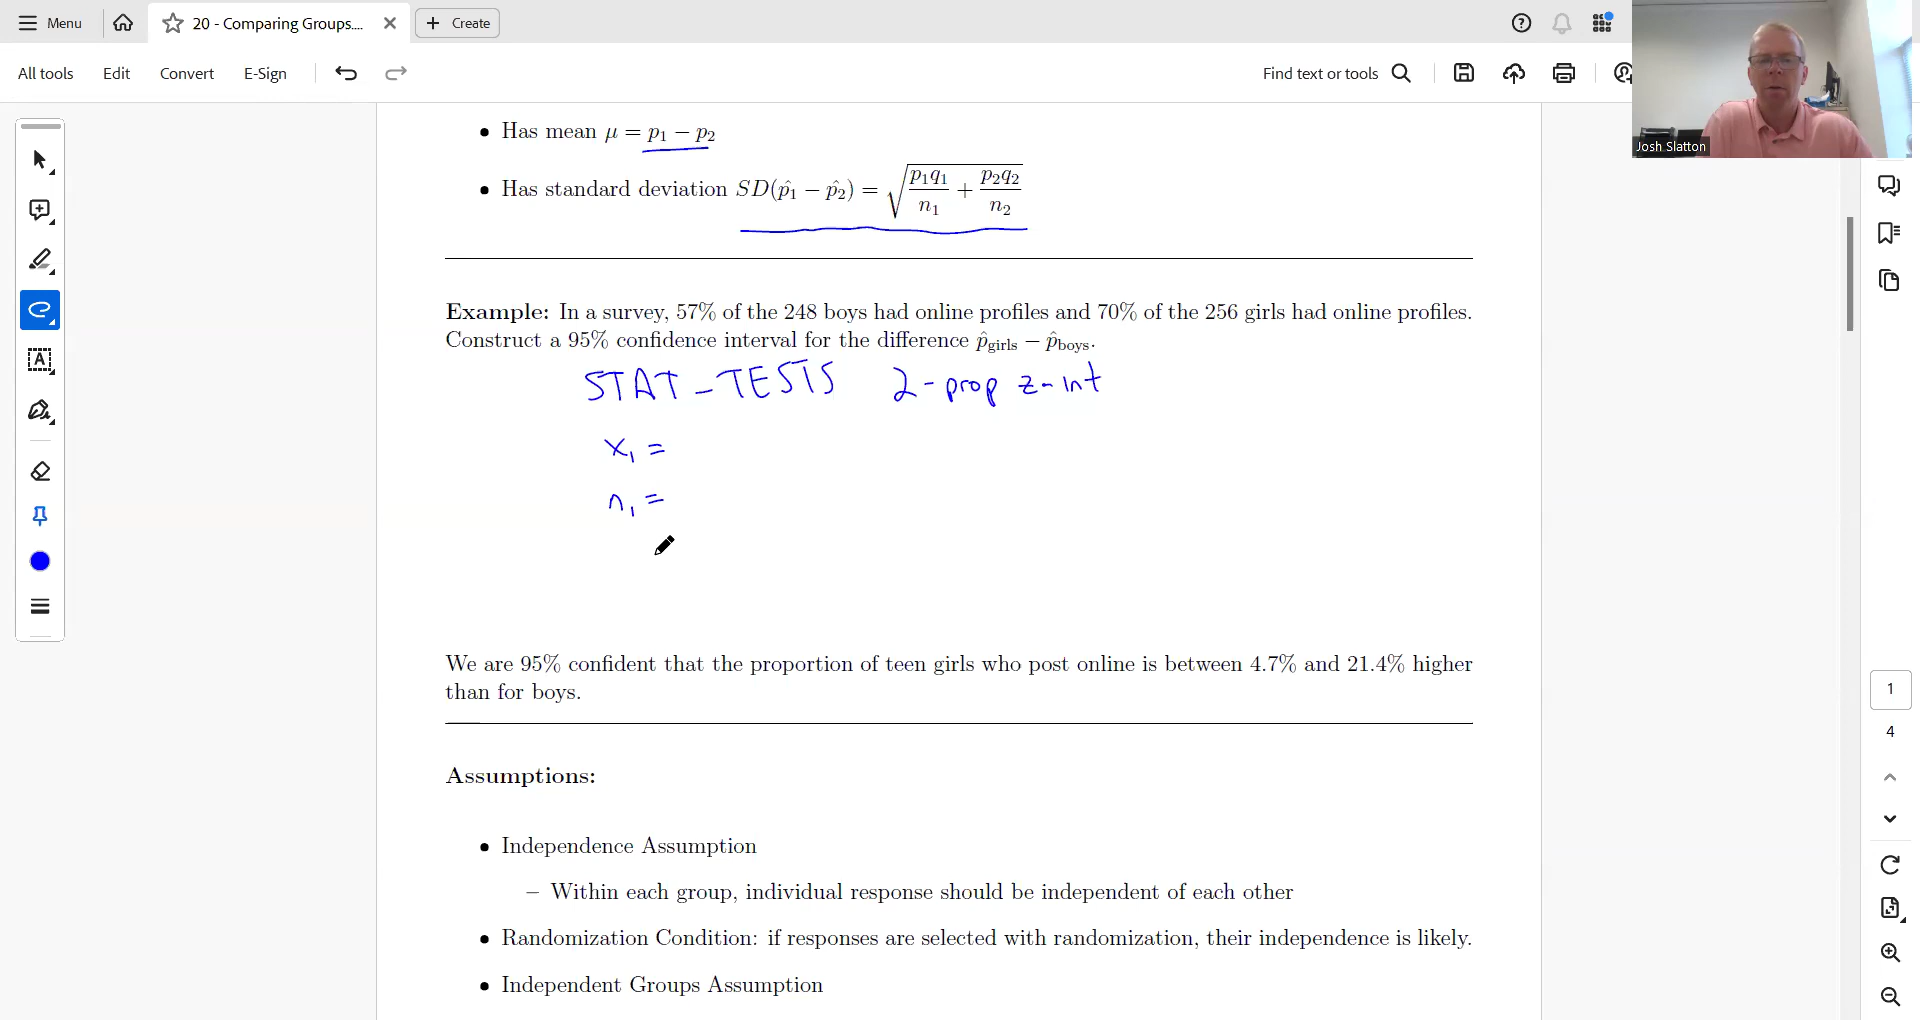 Menu
20 - Comparing Groups....
Create
All tools
Edit
Convert
E-Sign
Find text or tools
Josh Slatton
• Has mean μ = p₁ − p₂
• Has standard deviation SD(p̂₁ − p̂₂) = √(p₁q₁/n₁ + p₂q₂/n₂)
Example: In a survey, 57% of the 248 boys had online profiles and 70% of the 256 girls had online profiles.
Construct a 95% confidence interval for the difference p̂girls − p̂boys.
STAT - TESTS 2-prop z-int
x₁ =
n₁ =
We are 95% confident that the proportion of teen girls who post online is between 4.7% and 21.4% higher
than for boys.
Assumptions:
• Independence Assumption
– Within each group, individual response should be independent of each other
• Randomization Condition: if responses are selected with randomization, their independence is likely.
• Independent Groups Assumption
1
4